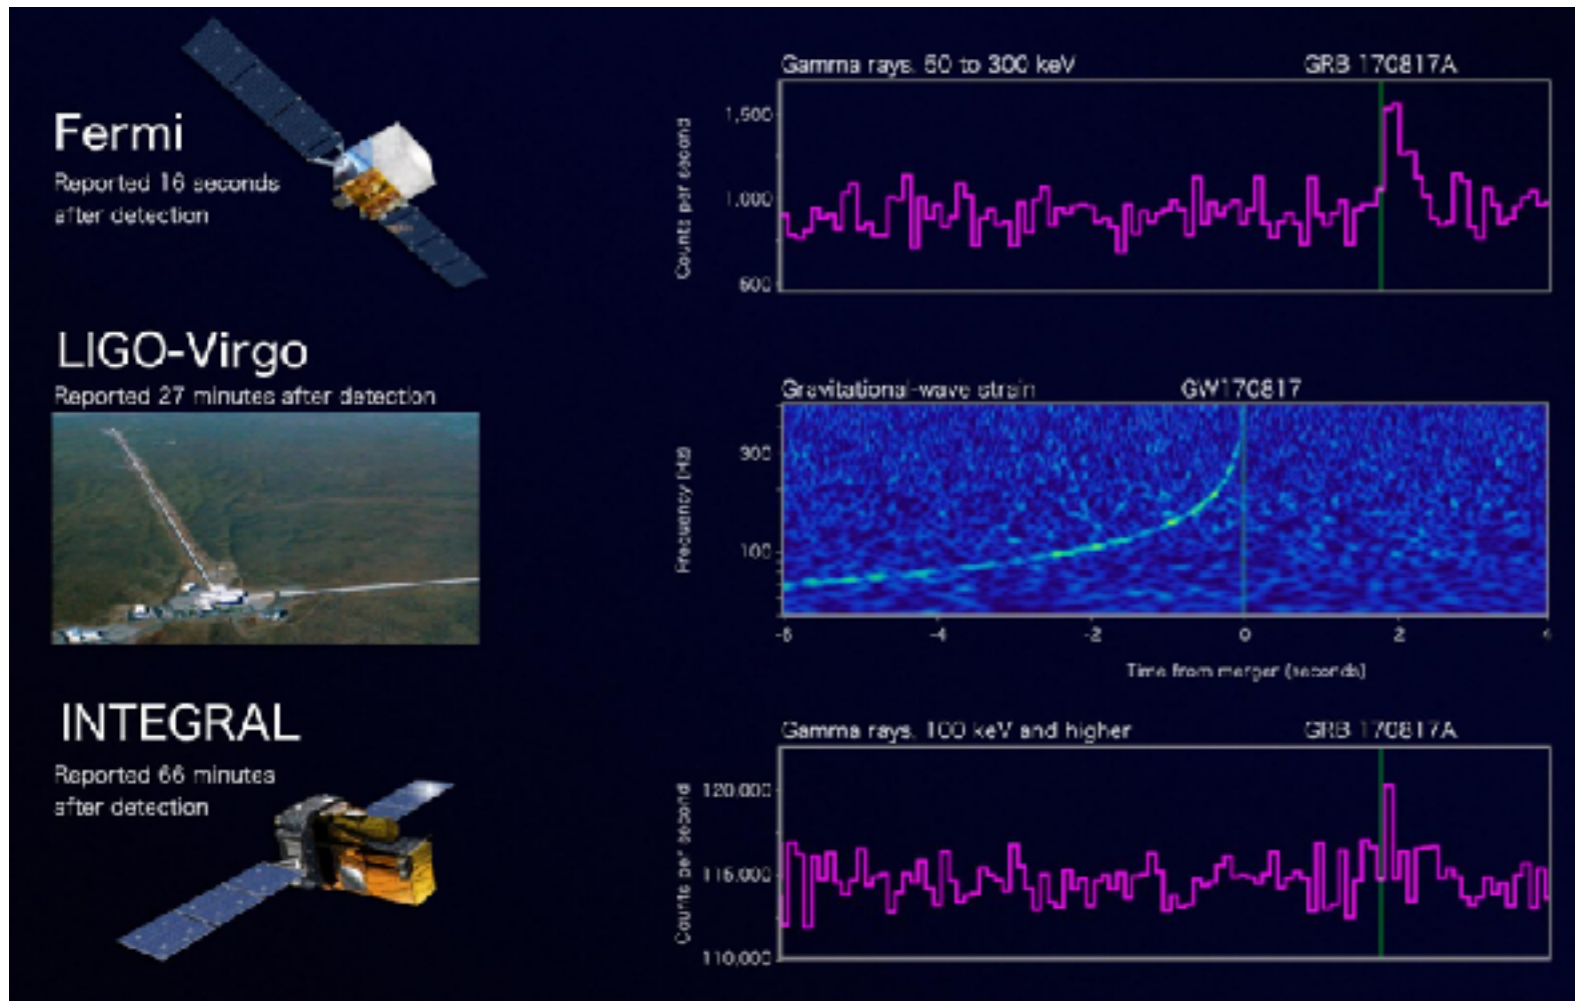 Fermi
Reported 16 seconds
after detection
Gamma rays, 50 to 300 keV
GRB 170817A
Counts per second
1,500
1,000
500
LIGO-Virgo
Reported 27 minutes after detection
Gravitational-wave strain
GW170817
Frequency (Hz)
300
100
-6
-4
-2
0
2
4
Time from merger (seconds)
INTEGRAL
Reported 66 minutes
after detection
Gamma rays, 100 keV and higher
GRB 170817A
Counts per second
120,000
115,000
110,000